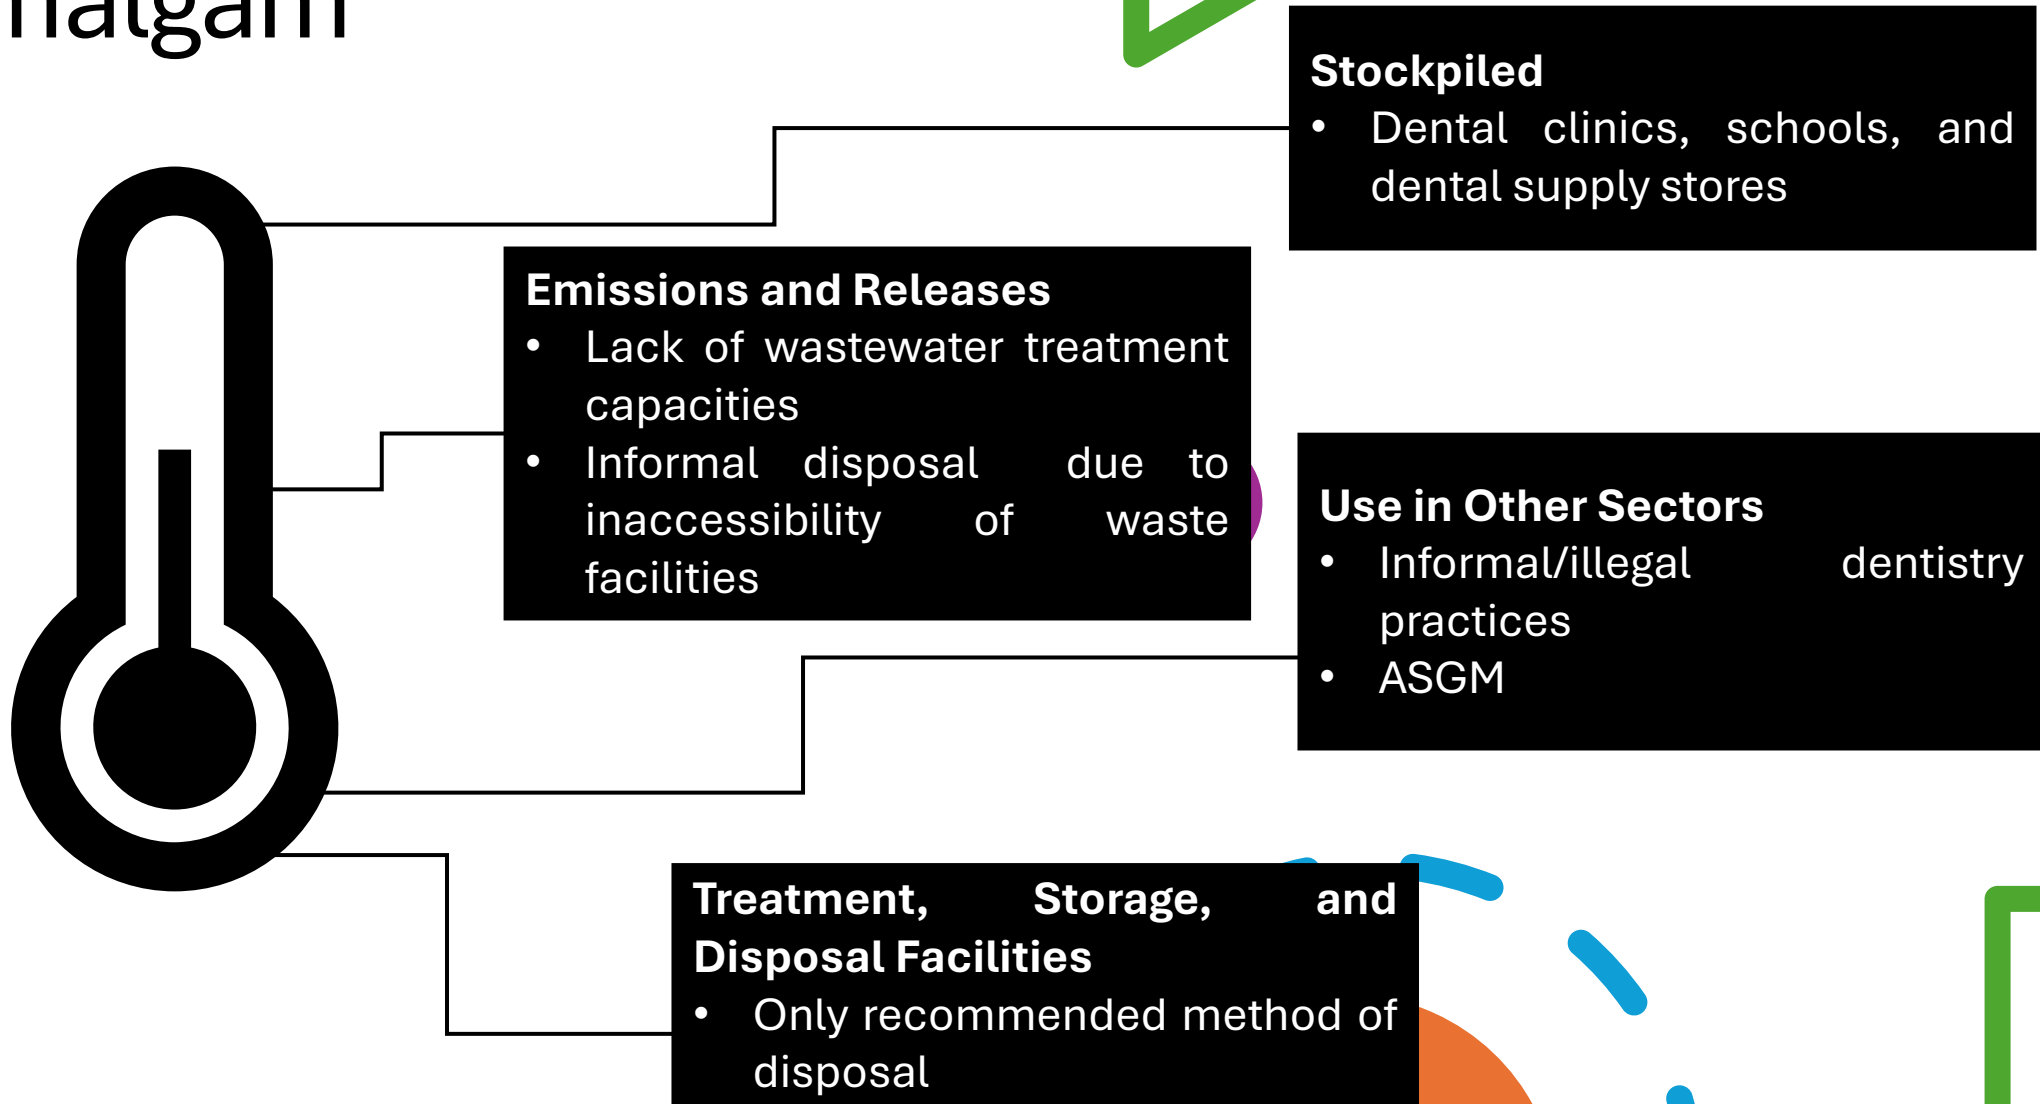 nalgam
Stockpiled
• Dental clinics, schools, and
dental supply stores
Emissions and Releases
• Lack of wastewater treatment
capacities
• Informal disposal due to
inaccessibility of waste
facilities
Use in Other Sectors
• Informal/illegal dentistry
practices
• ASGM
Treatment, Storage, and
Disposal Facilities
• Only recommended method of
disposal